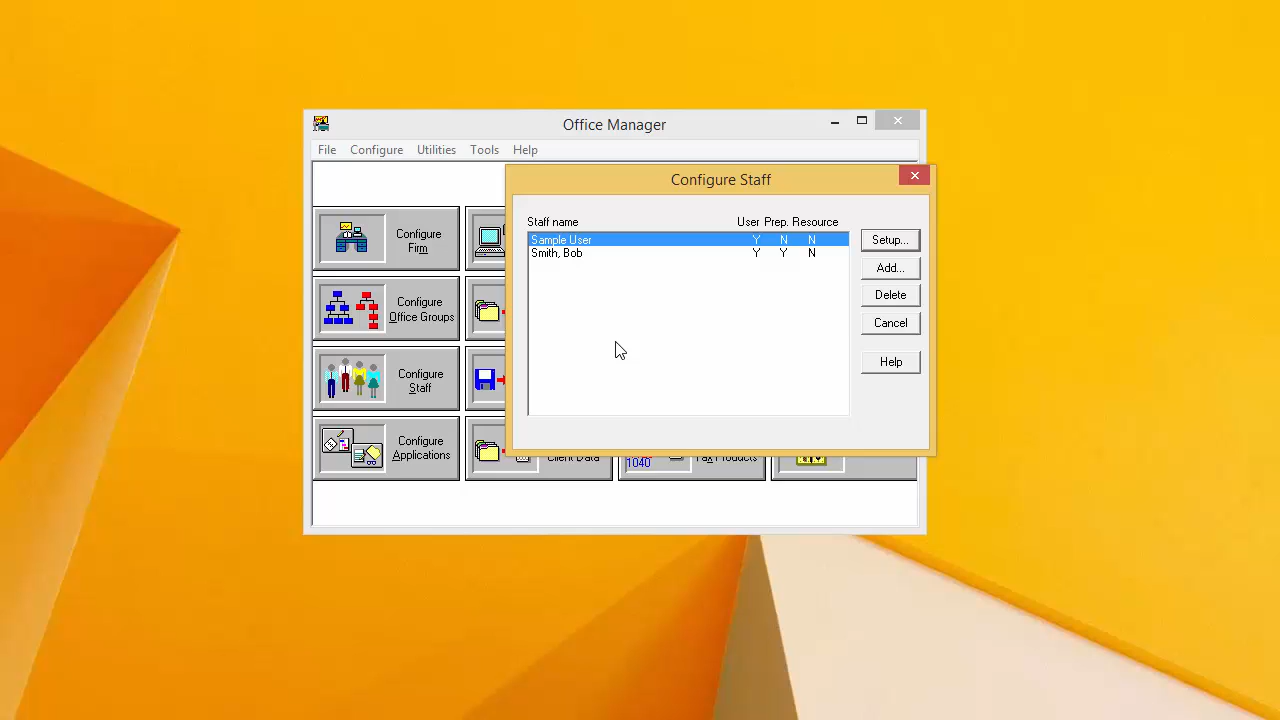 Office Manager
File Configure Utilities Tools Help
Configure Staff
Staff name User Prep. Resource
Sample User Y N N
Smith, Bob Y Y N
Setup...
Add...
Delete
Cancel
Help
Configure
Firm
Configure
Office Groups
Configure
Staff
Configure
Applications
Client Data
1040
Tax Products